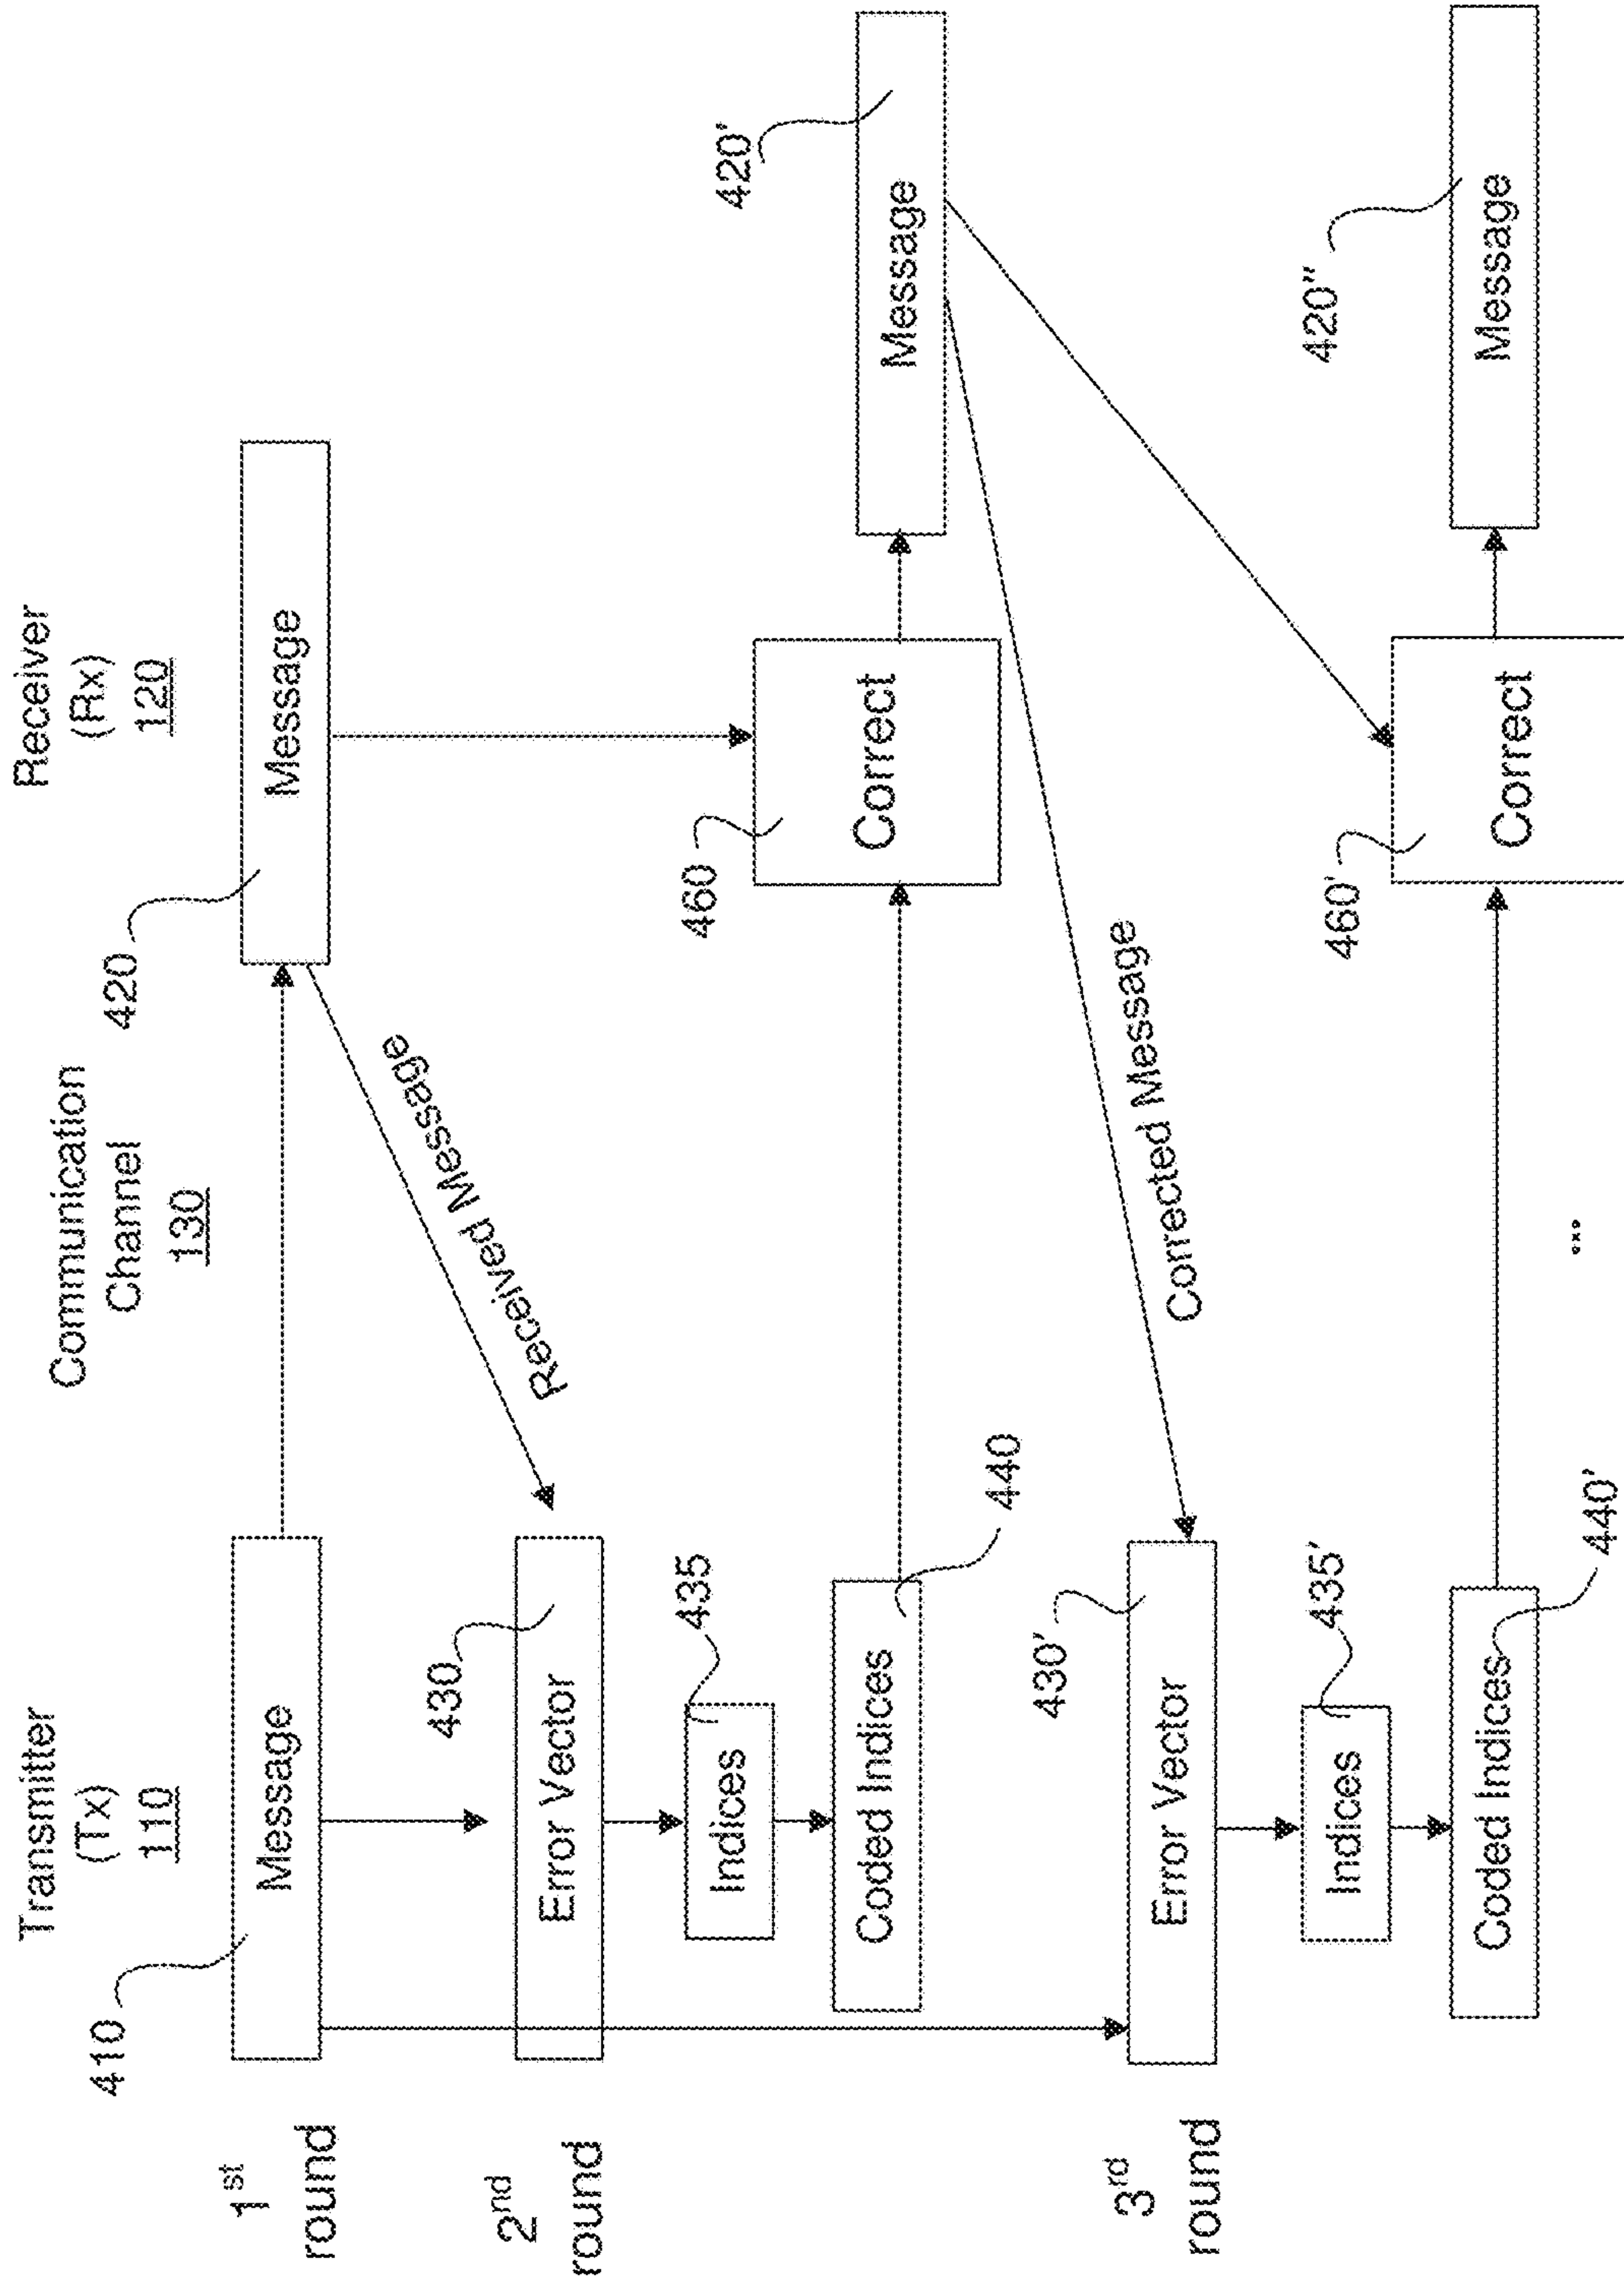 Transmitter
(Tx)
110
Communication
Channel
130
Receiver
(Rx)
120
1st
round
410
Message
420
Message
Received Message
2nd
round
430
Error Vector
435
Indices
Coded Indices
440
460
Correct
420'
Message
Corrected Message
3rd
round
430'
Error Vector
435'
Indices
Coded Indices
440'
460'
Correct
420"
Message
...